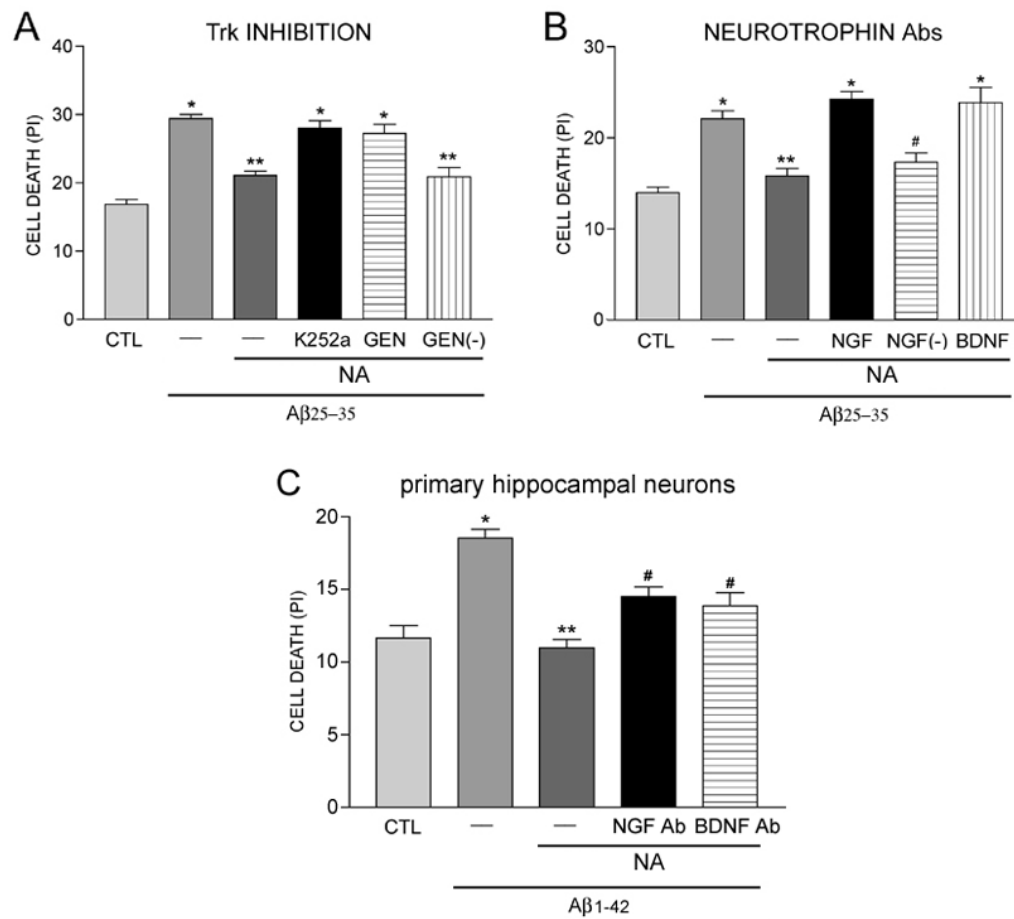 A
Trk INHIBITION
CELL DEATH (PI)
40
30
20
10
0
*
**
*
*
**
CTL — — K252a GEN GEN(-)
NA
Aβ25–35
B
NEUROTROPHIN Abs
CELL DEATH (PI)
30
20
10
0
*
**
*
#
*
CTL — — NGF NGF(-) BDNF
NA
Aβ25–35
C
primary hippocampal neurons
CELL DEATH (PI)
20
15
10
5
0
*
**
#
#
CTL — — NGF Ab BDNF Ab
NA
Aβ1-42